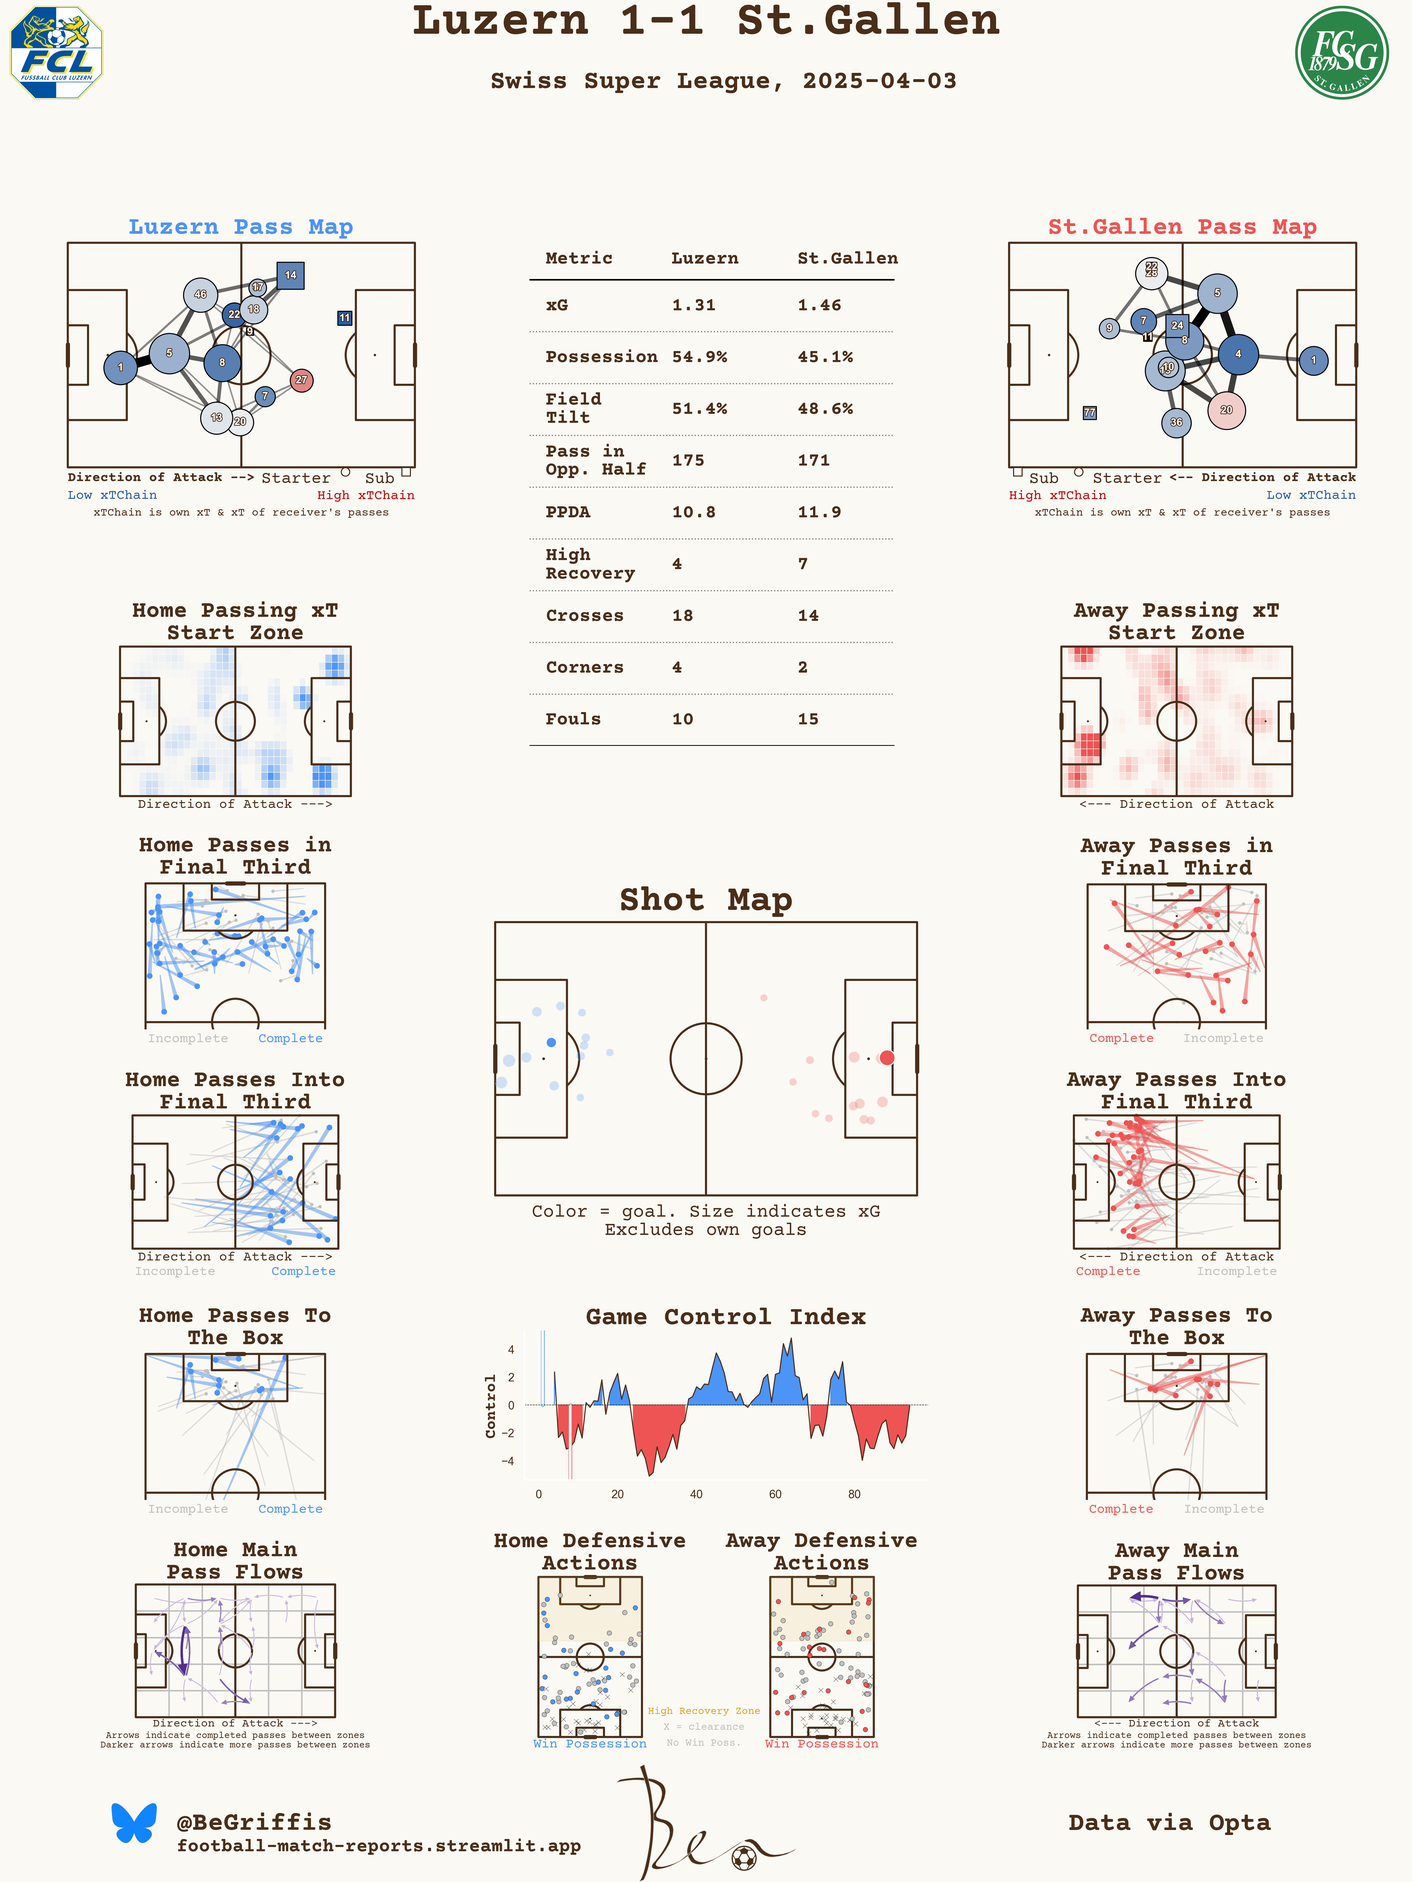 Luzern 1-1 St.Gallen
Swiss Super League, 2025-04-03
FCL
FUSSBALL CLUB LUZERN
FCSG
1879
ST. GALLEN
Luzern Pass Map
14
17
46
18
22
9
11
5
8
1
27
7
13
20
Direction of Attack --> Starter Sub
Low xTChain High xTChain
xTChain is own xT & xT of receiver's passes
Metric Luzern St.Gallen
xG 1.31 1.46
Possession 54.9% 45.1%
Field
Tilt 51.4% 48.6%
Pass in
Opp. Half 175 171
PPDA 10.8 11.9
High
Recovery 4 7
Crosses 18 14
Corners 4 2
Fouls 10 15
St.Gallen Pass Map
22
28
5
7
24
9
11
8
4
1
10
77
20
36
Sub Starter <-- Direction of Attack
High xTChain Low xTChain
xTChain is own xT & xT of receiver's passes
Home Passing xT
Start Zone
Direction of Attack --->
Away Passing xT
Start Zone
<--- Direction of Attack
Home Passes in
Final Third
Incomplete Complete
Away Passes in
Final Third
Complete Incomplete
Shot Map
Color = goal. Size indicates xG
Excludes own goals
Home Passes Into
Final Third
Direction of Attack --->
Incomplete Complete
Away Passes Into
Final Third
<--- Direction of Attack
Complete Incomplete
Home Passes To
The Box
Incomplete Complete
Game Control Index
Control
4
2
0
−2
−4
0 20 40 60 80
Away Passes To
The Box
Complete Incomplete
Home Main
Pass Flows
Direction of Attack --->
Arrows indicate completed passes between zones
Darker arrows indicate more passes between zones
Home Defensive
Actions
Win Possession
Away Defensive
Actions
Win Possession
High Recovery Zone
X = clearance
No Win Poss.
Away Main
Pass Flows
<--- Direction of Attack
Arrows indicate completed passes between zones
Darker arrows indicate more passes between zones
@BeGriffis
football-match-reports.streamlit.app
Ben
Data via Opta